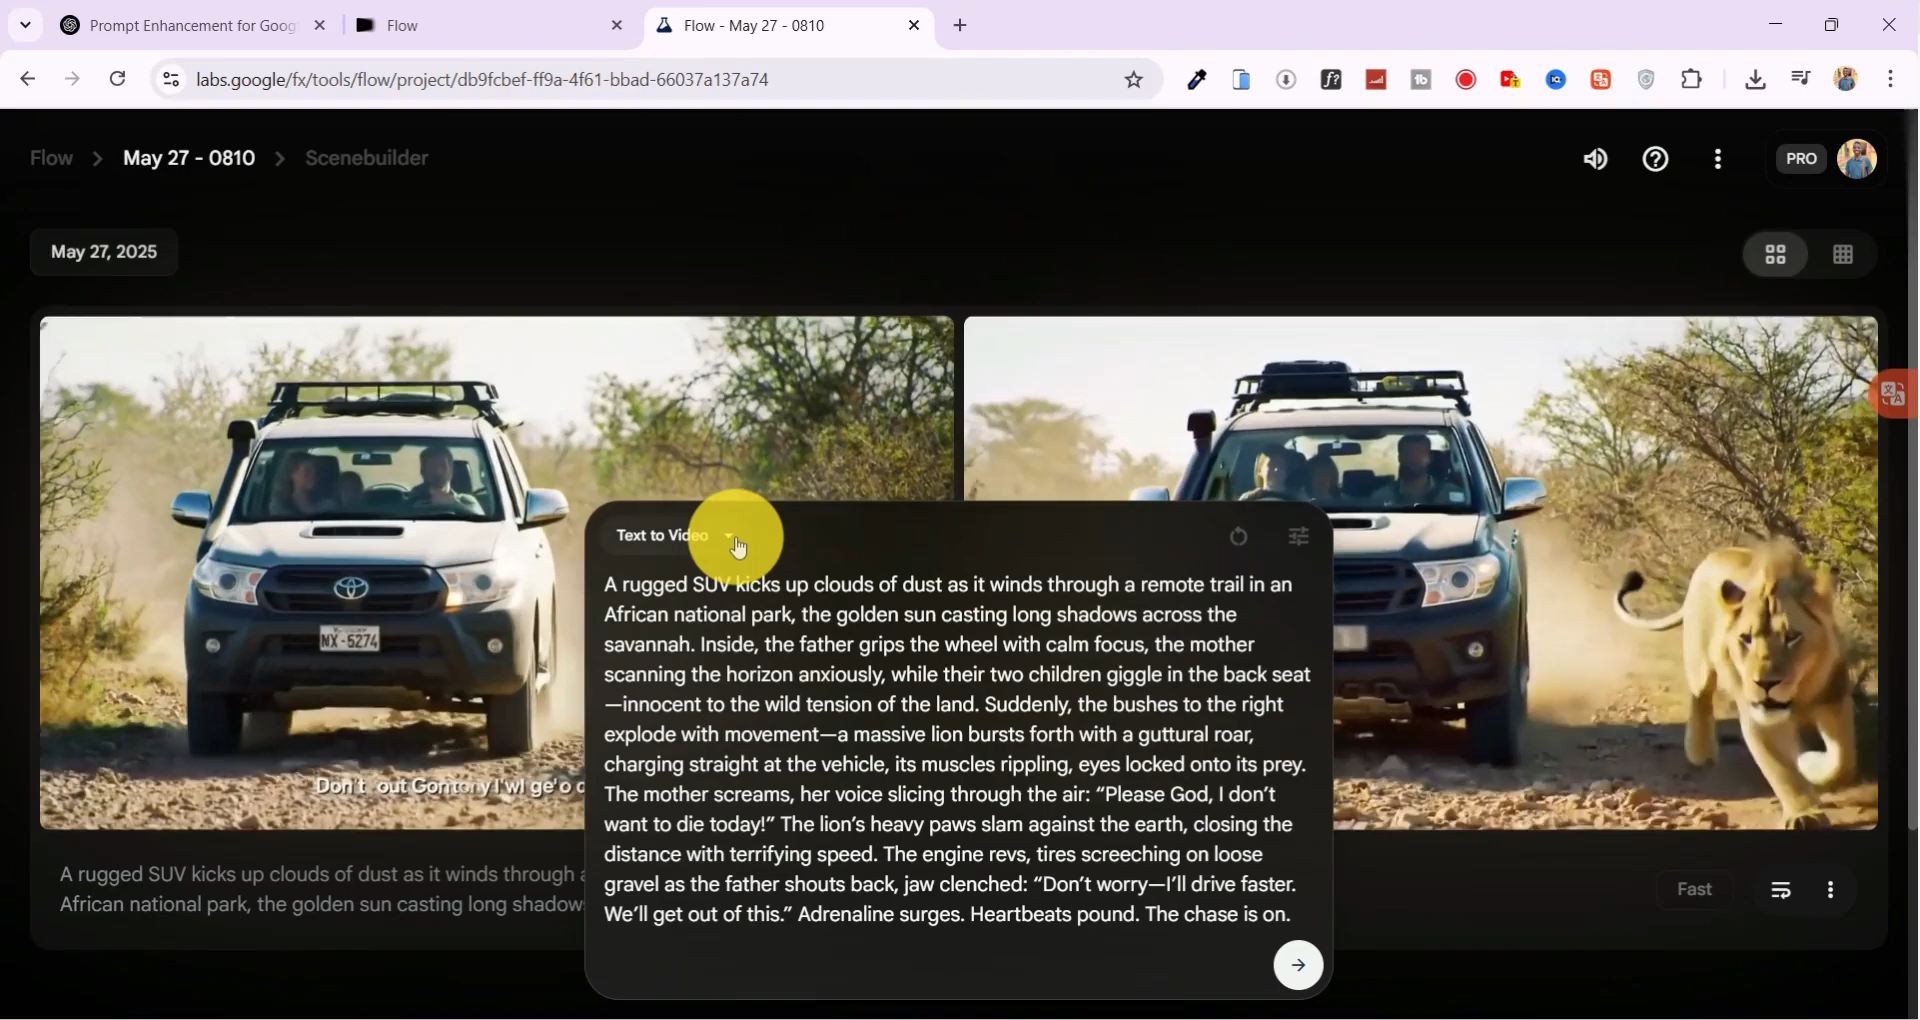 Prompt Enhancement for Goog
Flow
Flow - May 27 - 0810
labs.google/fx/tools/flow/project/db9fcbef-ff9a-4f61-bbad-66037a137a74
Flow > May 27 - 0810 > Scenebuilder
PRO
May 27, 2025
NX-6274
Don't out Gontony I'wl ge'o d
Text to Video
A rugged SUV kicks up clouds of dust as it winds through a remote trail in an
African national park, the golden sun casting long shadows across the
savannah. Inside, the father grips the wheel with calm focus, the mother
scanning the horizon anxiously, while their two children giggle in the back seat
—innocent to the wild tension of the land. Suddenly, the bushes to the right
explode with movement—a massive lion bursts forth with a guttural roar,
charging straight at the vehicle, its muscles rippling, eyes locked onto its prey.
The mother screams, her voice slicing through the air: “Please God, I don’t
want to die today!” The lion’s heavy paws slam against the earth, closing the
distance with terrifying speed. The engine revs, tires screeching on loose
gravel as the father shouts back, jaw clenched: “Don’t worry—I’ll drive faster.
We’ll get out of this.” Adrenaline surges. Heartbeats pound. The chase is on.
A rugged SUV kicks up clouds of dust as it winds through a
African national park, the golden sun casting long shadows
Fast